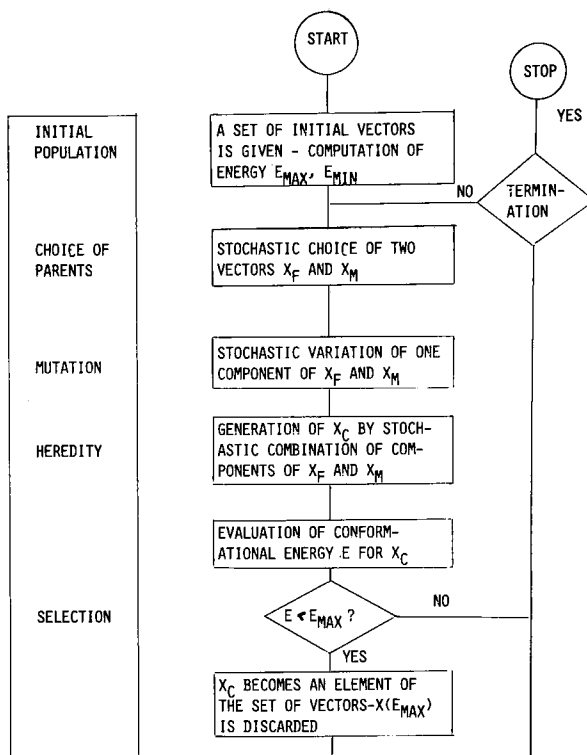 START
STOP
YES
TERMIN-
ATION
NO
INITIAL
POPULATION
A SET OF INITIAL VECTORS
IS GIVEN - COMPUTATION OF
ENERGY E_MAX, E_MIN
CHOICE OF
PARENTS
STOCHASTIC CHOICE OF TWO
VECTORS X_F AND X_M
MUTATION
STOCHASTIC VARIATION OF ONE
COMPONENT OF X_F AND X_M
HEREDITY
GENERATION OF X_C BY STOCH-
ASTIC COMBINATION OF COM-
PONENTS OF X_F AND X_M
EVALUATION OF CONFORM-
ATIONAL ENERGY E FOR X_C
SELECTION
E < E_MAX ?
NO
YES
X_C BECOMES AN ELEMENT OF
THE SET OF VECTORS-X(E_MAX)
IS DISCARDED